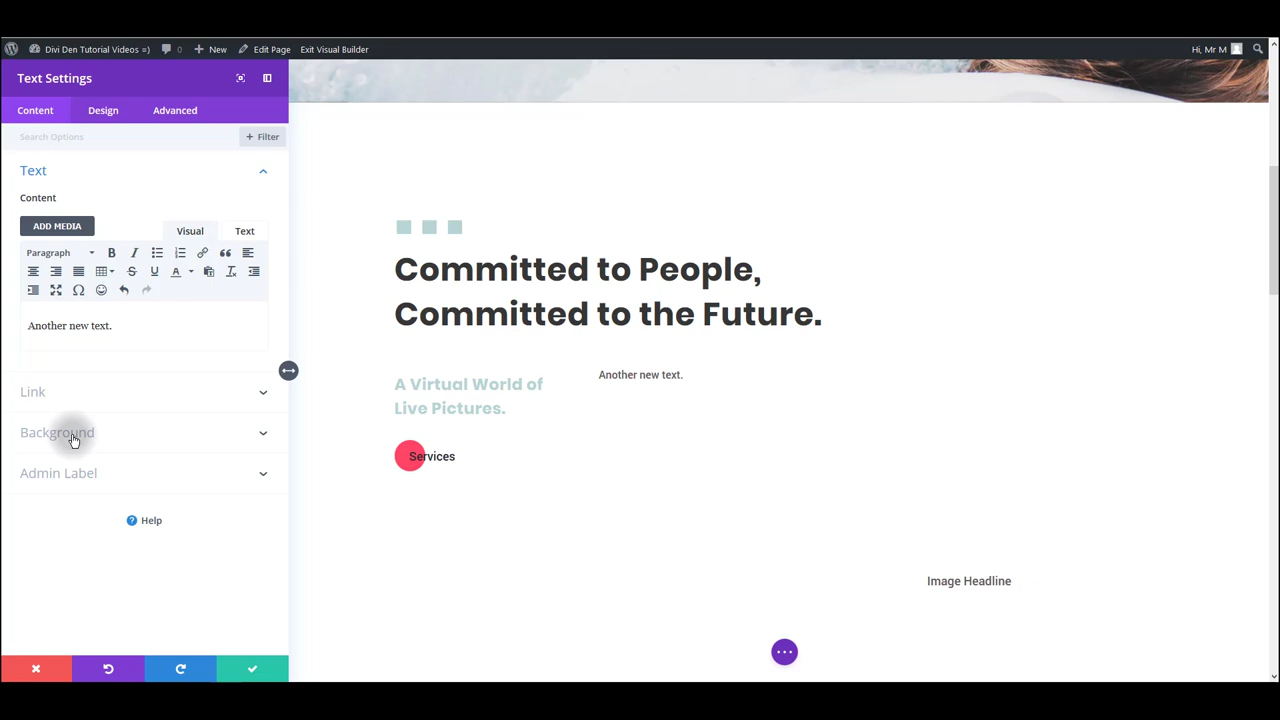 Divi Den Tutorial Videos =) 0 New Edit Page Exit Visual Builder Hi, Mr M
Text Settings
Content Design Advanced
Search Options + Filter
Text
Content
ADD MEDIA Visual Text
Paragraph B I
U A
Another new text.
Link
Background
Admin Label
? Help
Committed to People,
Committed to the Future.
A Virtual World of
Live Pictures.
Another new text.
Services
Image Headline